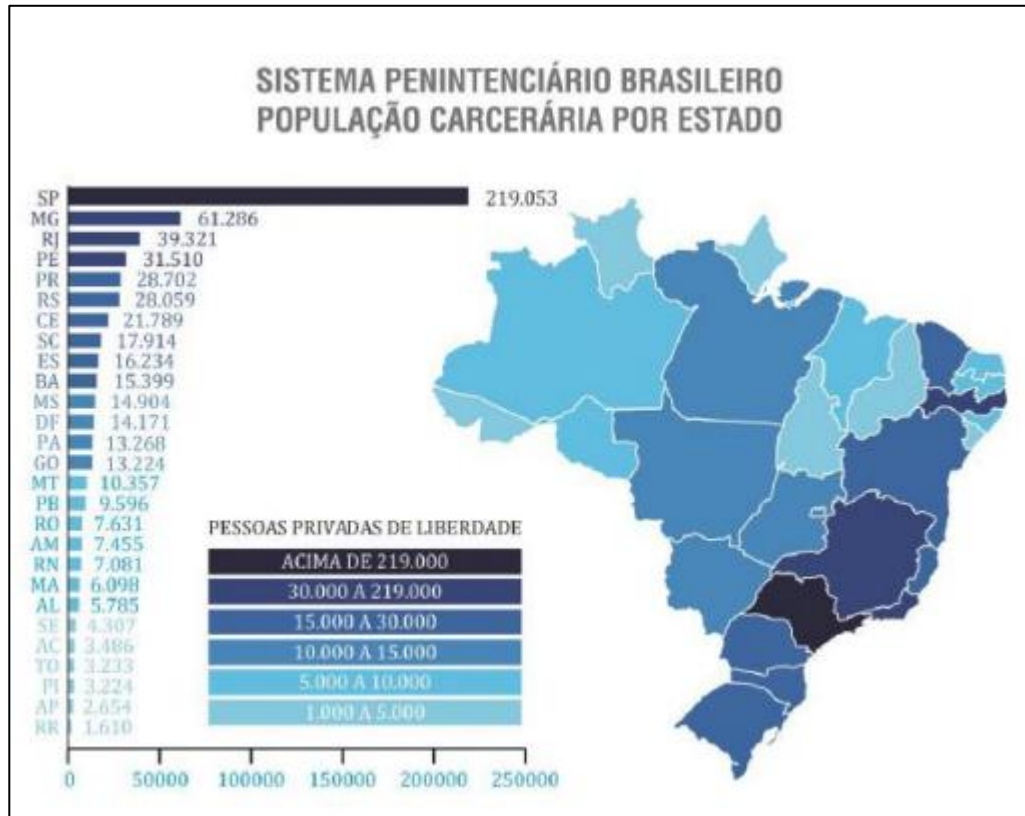 SISTEMA PENINTENCIÁRIO BRASILEIRO
POPULAÇÃO CARCERÁRIA POR ESTADO
SP 219.053
MG 61.286
RJ 39.321
PE 31.510
PR 28.702
RS 28.059
CE 21.789
SC 17.914
ES 16.234
BA 15.399
MS 14.904
DF 14.171
PA 13.268
GO 13.224
MT 10.357
PB 9.596
RO 7.631
AM 7.455
RN 7.081
MA 6.098
AL 5.785
SE 4.307
AC 3.486
TO 3.233
PI 3.224
AP 2.654
RR 1.610
0 50000 100000 150000 200000 250000
PESSOAS PRIVADAS DE LIBERDADE
ACIMA DE 219.000
30.000 A 219.000
15.000 A 30.000
10.000 A 15.000
5.000 A 10.000
1.000 A 5.000